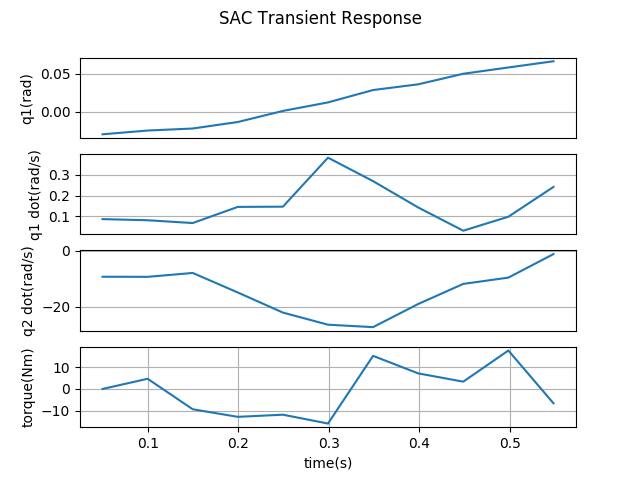 SAC Transient Response
q1(rad)
0.05
0.00
q1 dot(rad/s)
0.3
0.2
0.1
q2 dot(rad/s)
0
−20
torque(Nm)
10
0
−10
0.1 0.2 0.3 0.4 0.5
time(s)